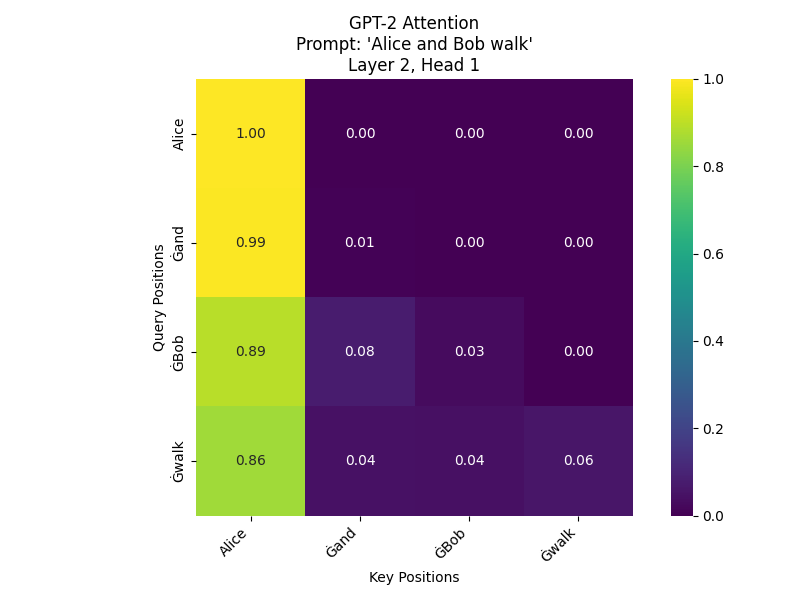 GPT-2 Attention
Prompt: 'Alice and Bob walk'
Layer 2, Head 1
Query Positions
Alice
Ġand
ĠBob
Ġwalk
1.00 0.00 0.00 0.00
0.99 0.01 0.00 0.00
0.89 0.08 0.03 0.00
0.86 0.04 0.04 0.06
Alice Ġand ĠBob Ġwalk
Key Positions
1.0
0.8
0.6
0.4
0.2
0.0